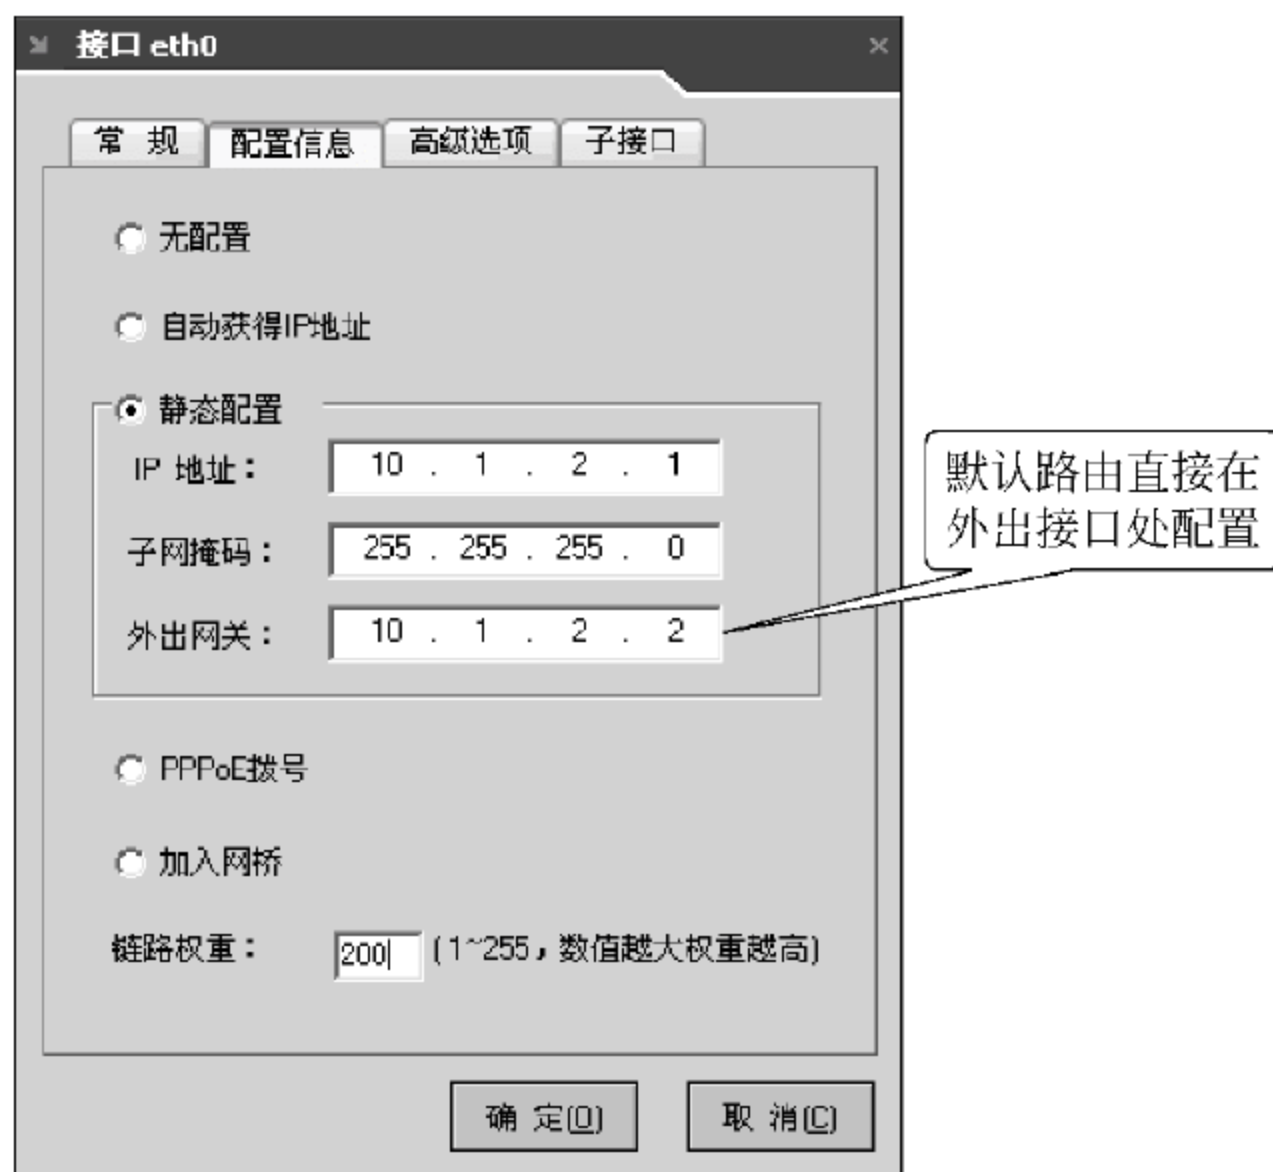 接口 eth0
常 规 配置信息 高级选项 子接口
无配置
自动获得IP地址
静态配置
IP 地址： 10 . 1 . 2 . 1
子网掩码： 255 . 255 . 255 . 0
外出网关： 10 . 1 . 2 . 2
默认路由直接在
外出接口处配置
PPPoE拨号
加入网桥
链路权重： 200 (1~255，数值越大权重越高)
确 定(O) 取 消(C)